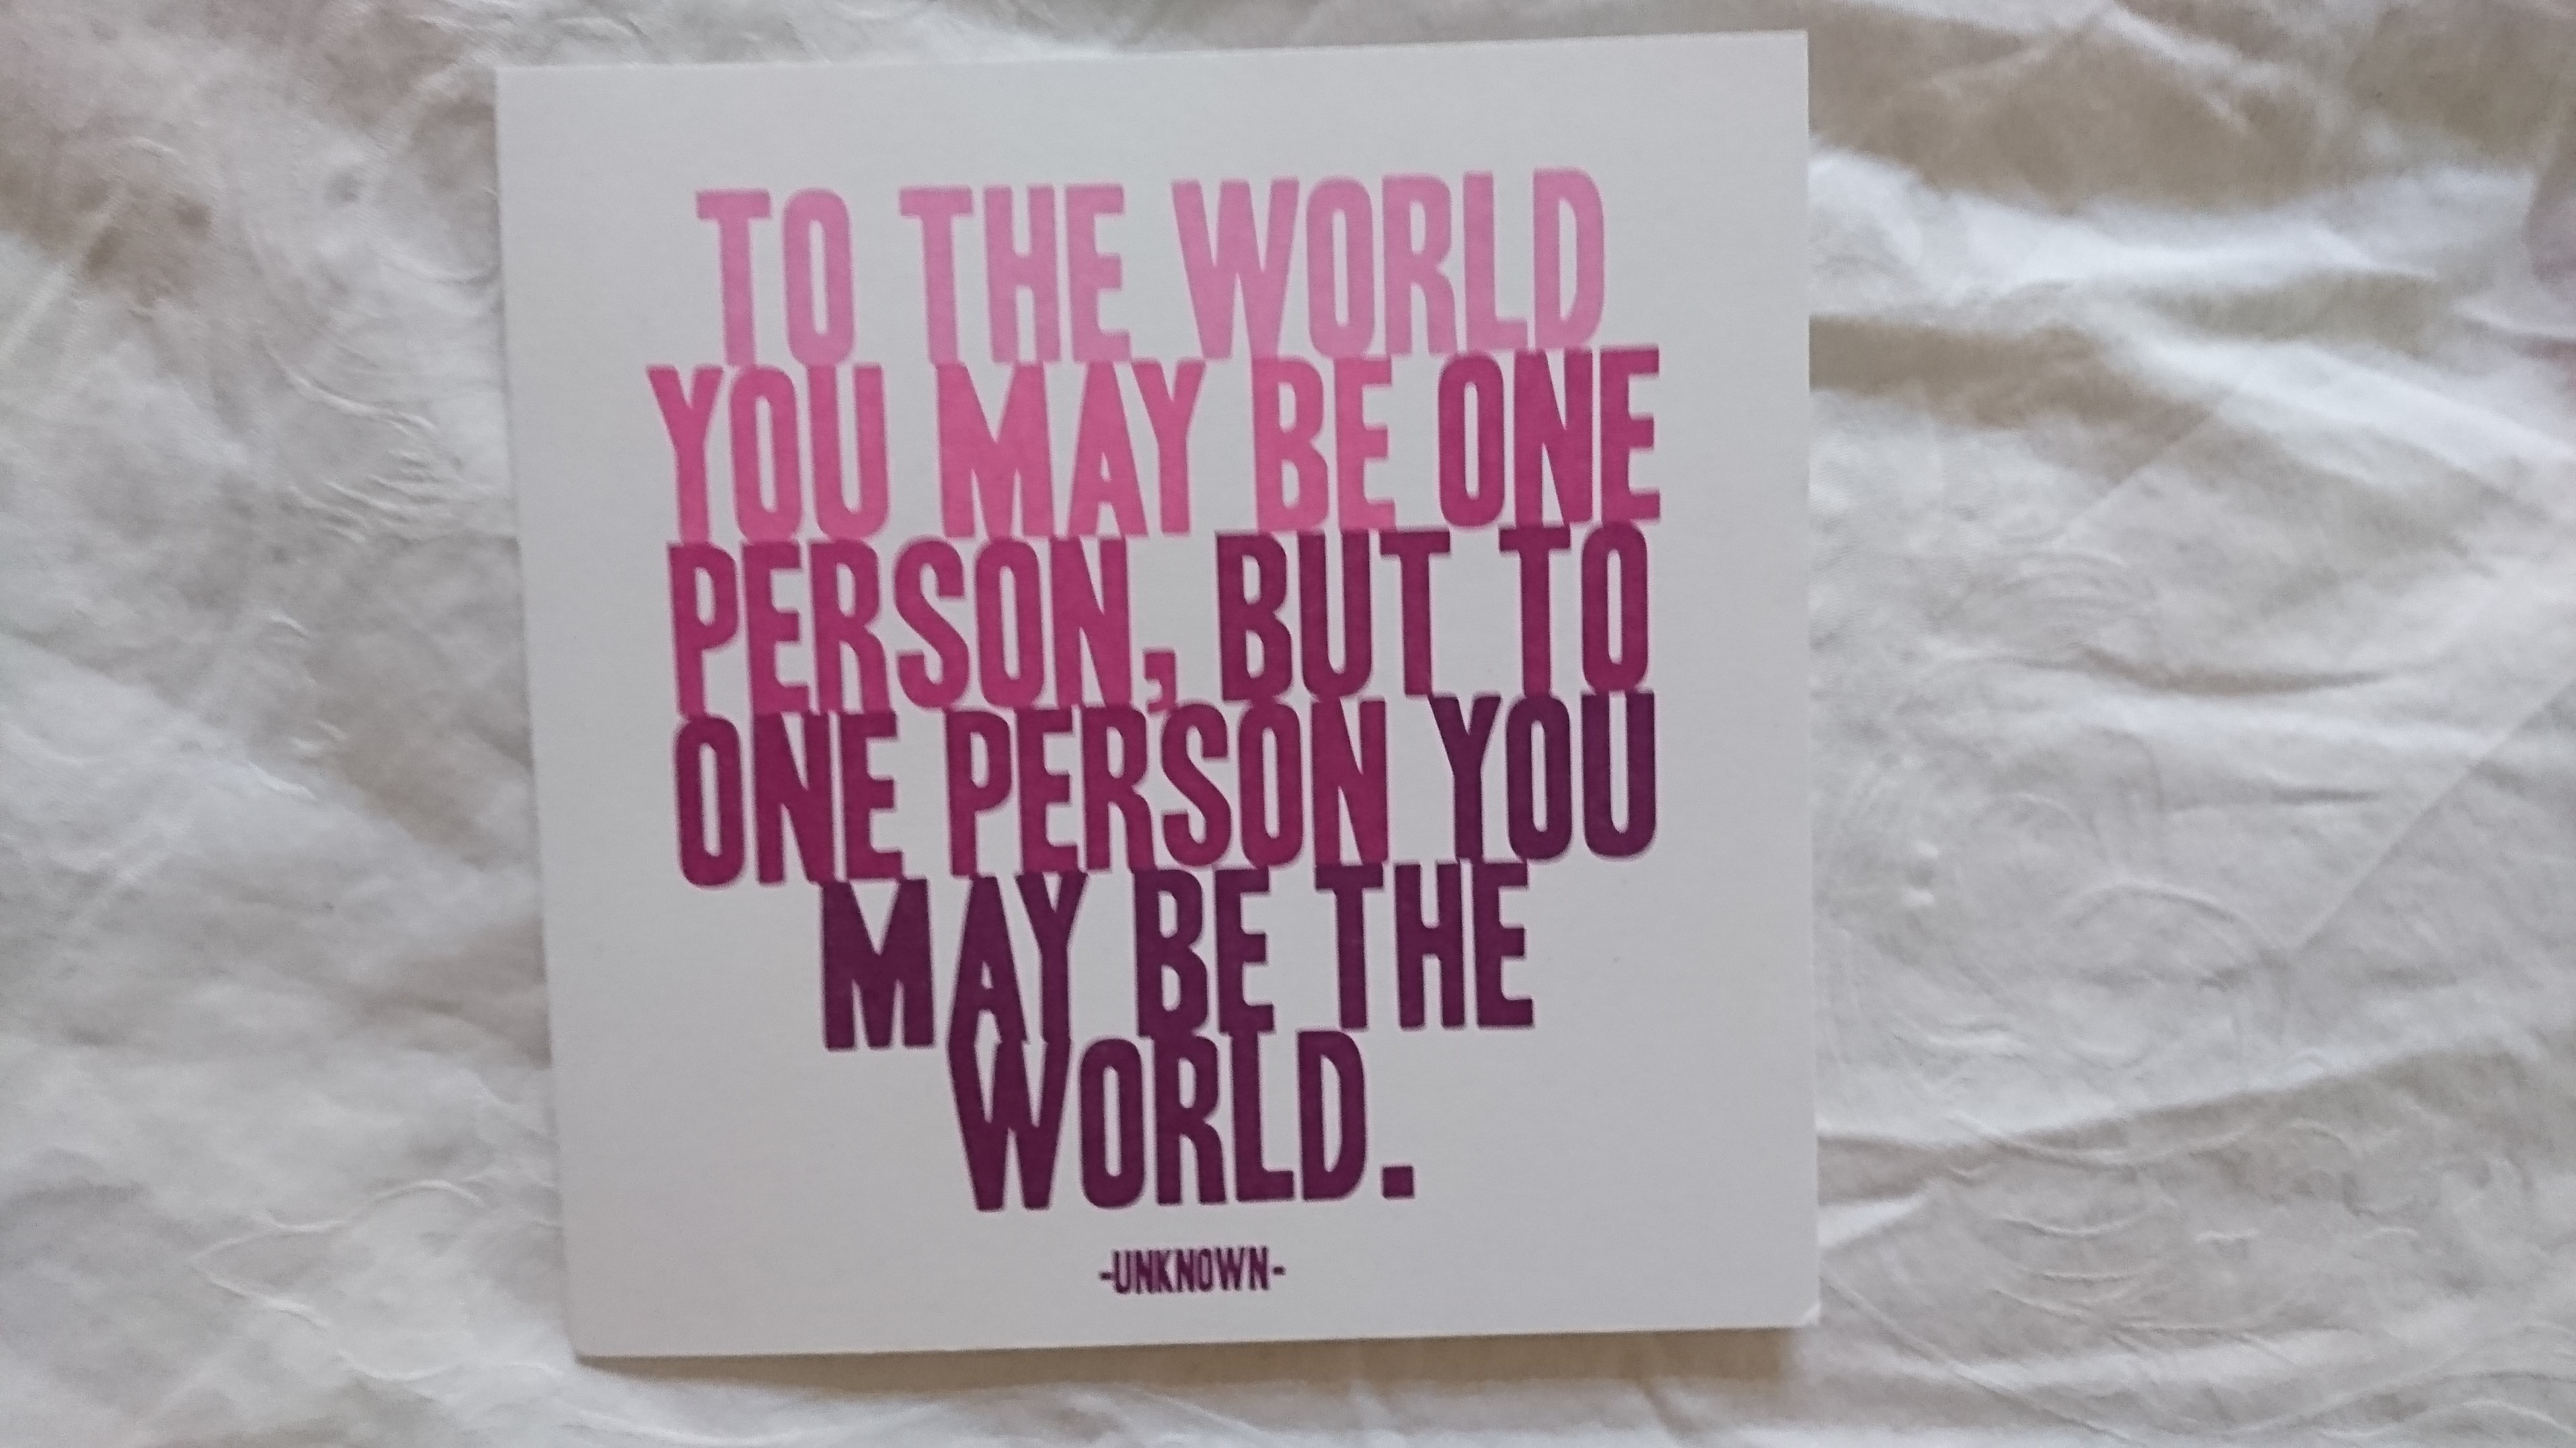 TO THE WORLD
YOU MAY BE ONE
PERSON, BUT TO
ONE PERSON YOU
MAY BE THE
WORLD.
-UNKNOWN-